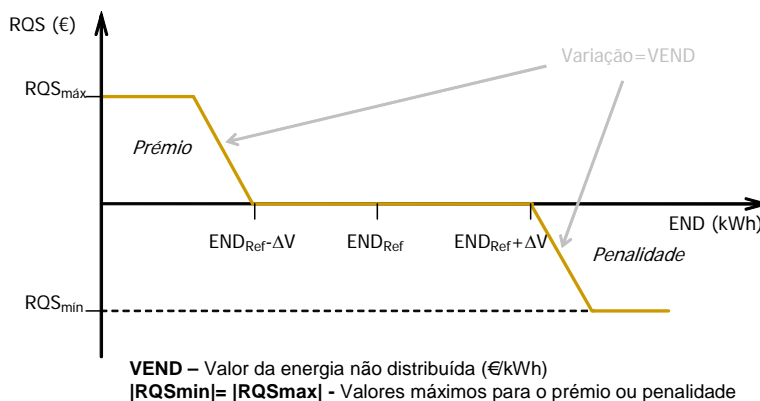 RQS (€)
Variação=VEND
RQSmáx
Prémio
END (kWh)
ENDRef-ΔV
ENDRef
ENDRef+ΔV
Penalidade
RQSmín
VEND – Valor da energia não distribuída (€/kWh)
|RQSmin|= |RQSmax| - Valores máximos para o prémio ou penalidade